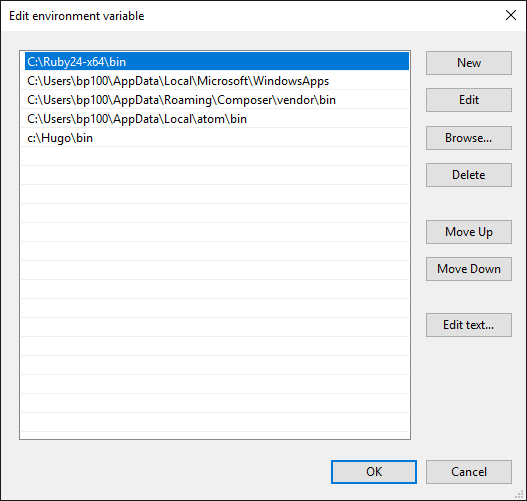 Edit environment variable
C:\Ruby24-x64\bin
C:\Users\bp100\AppData\Local\Microsoft\WindowsApps
C:\Users\bp100\AppData\Roaming\Composer\vendor\bin
C:\Users\bp100\AppData\Local\atom\bin
c:\Hugo\bin
New
Edit
Browse...
Delete
Move Up
Move Down
Edit text...
OK
Cancel